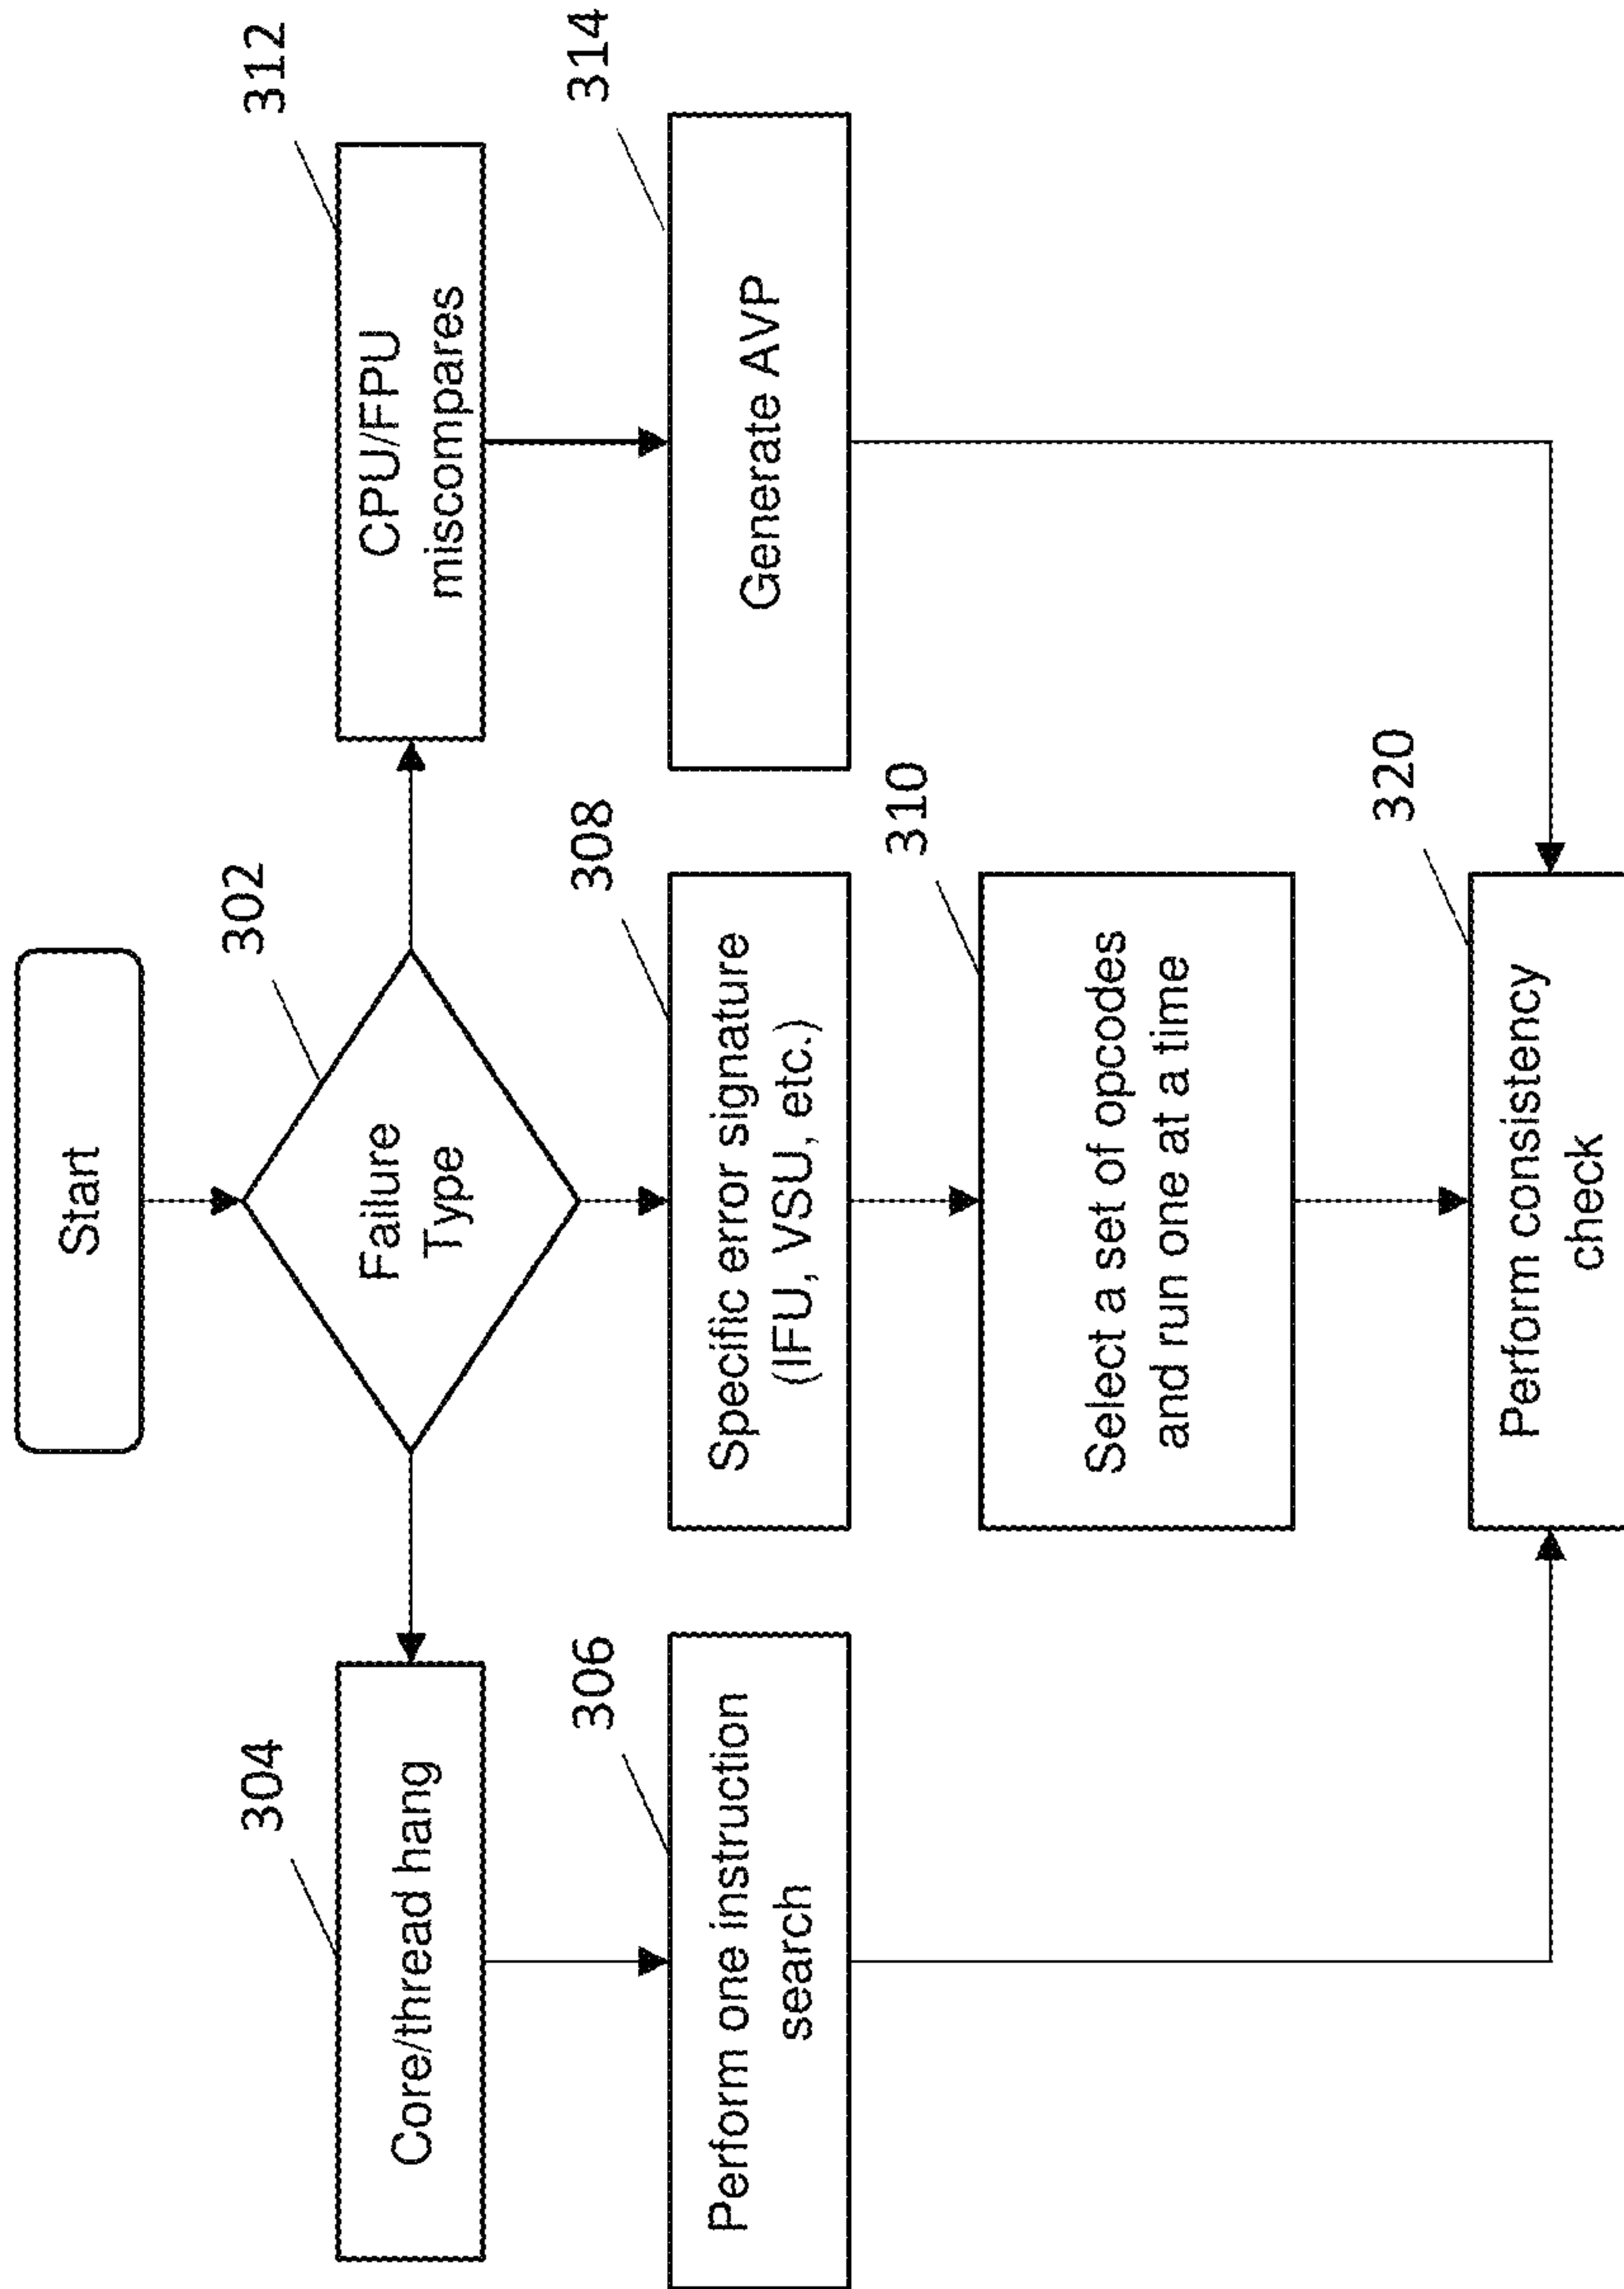 Start
302
Failure
Type
304
Core/thread hang
312
CPU/FPU
miscompares
306
Perform one instruction
search
308
Specific error signature
(IFU, VSU, etc.)
314
Generate AVP
310
Select a set of opcodes
and run one at a time
320
Perform consistency
check